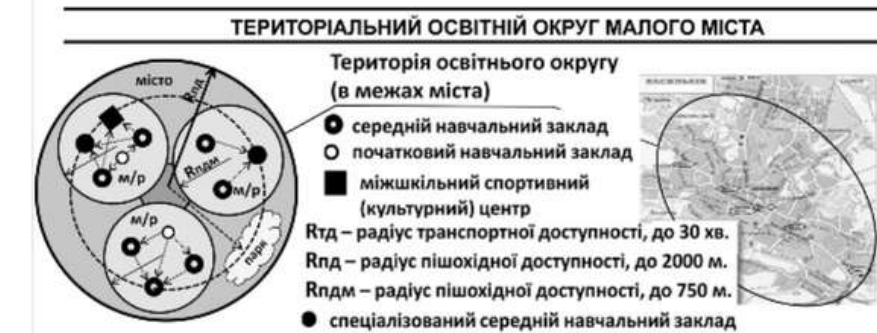 ТЕРИТОРІАЛЬНИЙ ОСВІТНІЙ ОКРУГ МАЛОГО МІСТА
місто
Rпд
м/р
Rпдм
м/р
м/р
парк
Територія освітнього округу
(в межах міста)
середній навчальний заклад
початковий навчальний заклад
міжшкільний спортивний
(культурний) центр
Rтд – радіус транспортної доступності, до 30 хв.
Rпд – радіус пішохідної доступності, до 2000 м.
Rпдм – радіус пішохідної доступності, до 750 м.
спеціалізований середній навчальний заклад
ВАСИЛЬКІВ